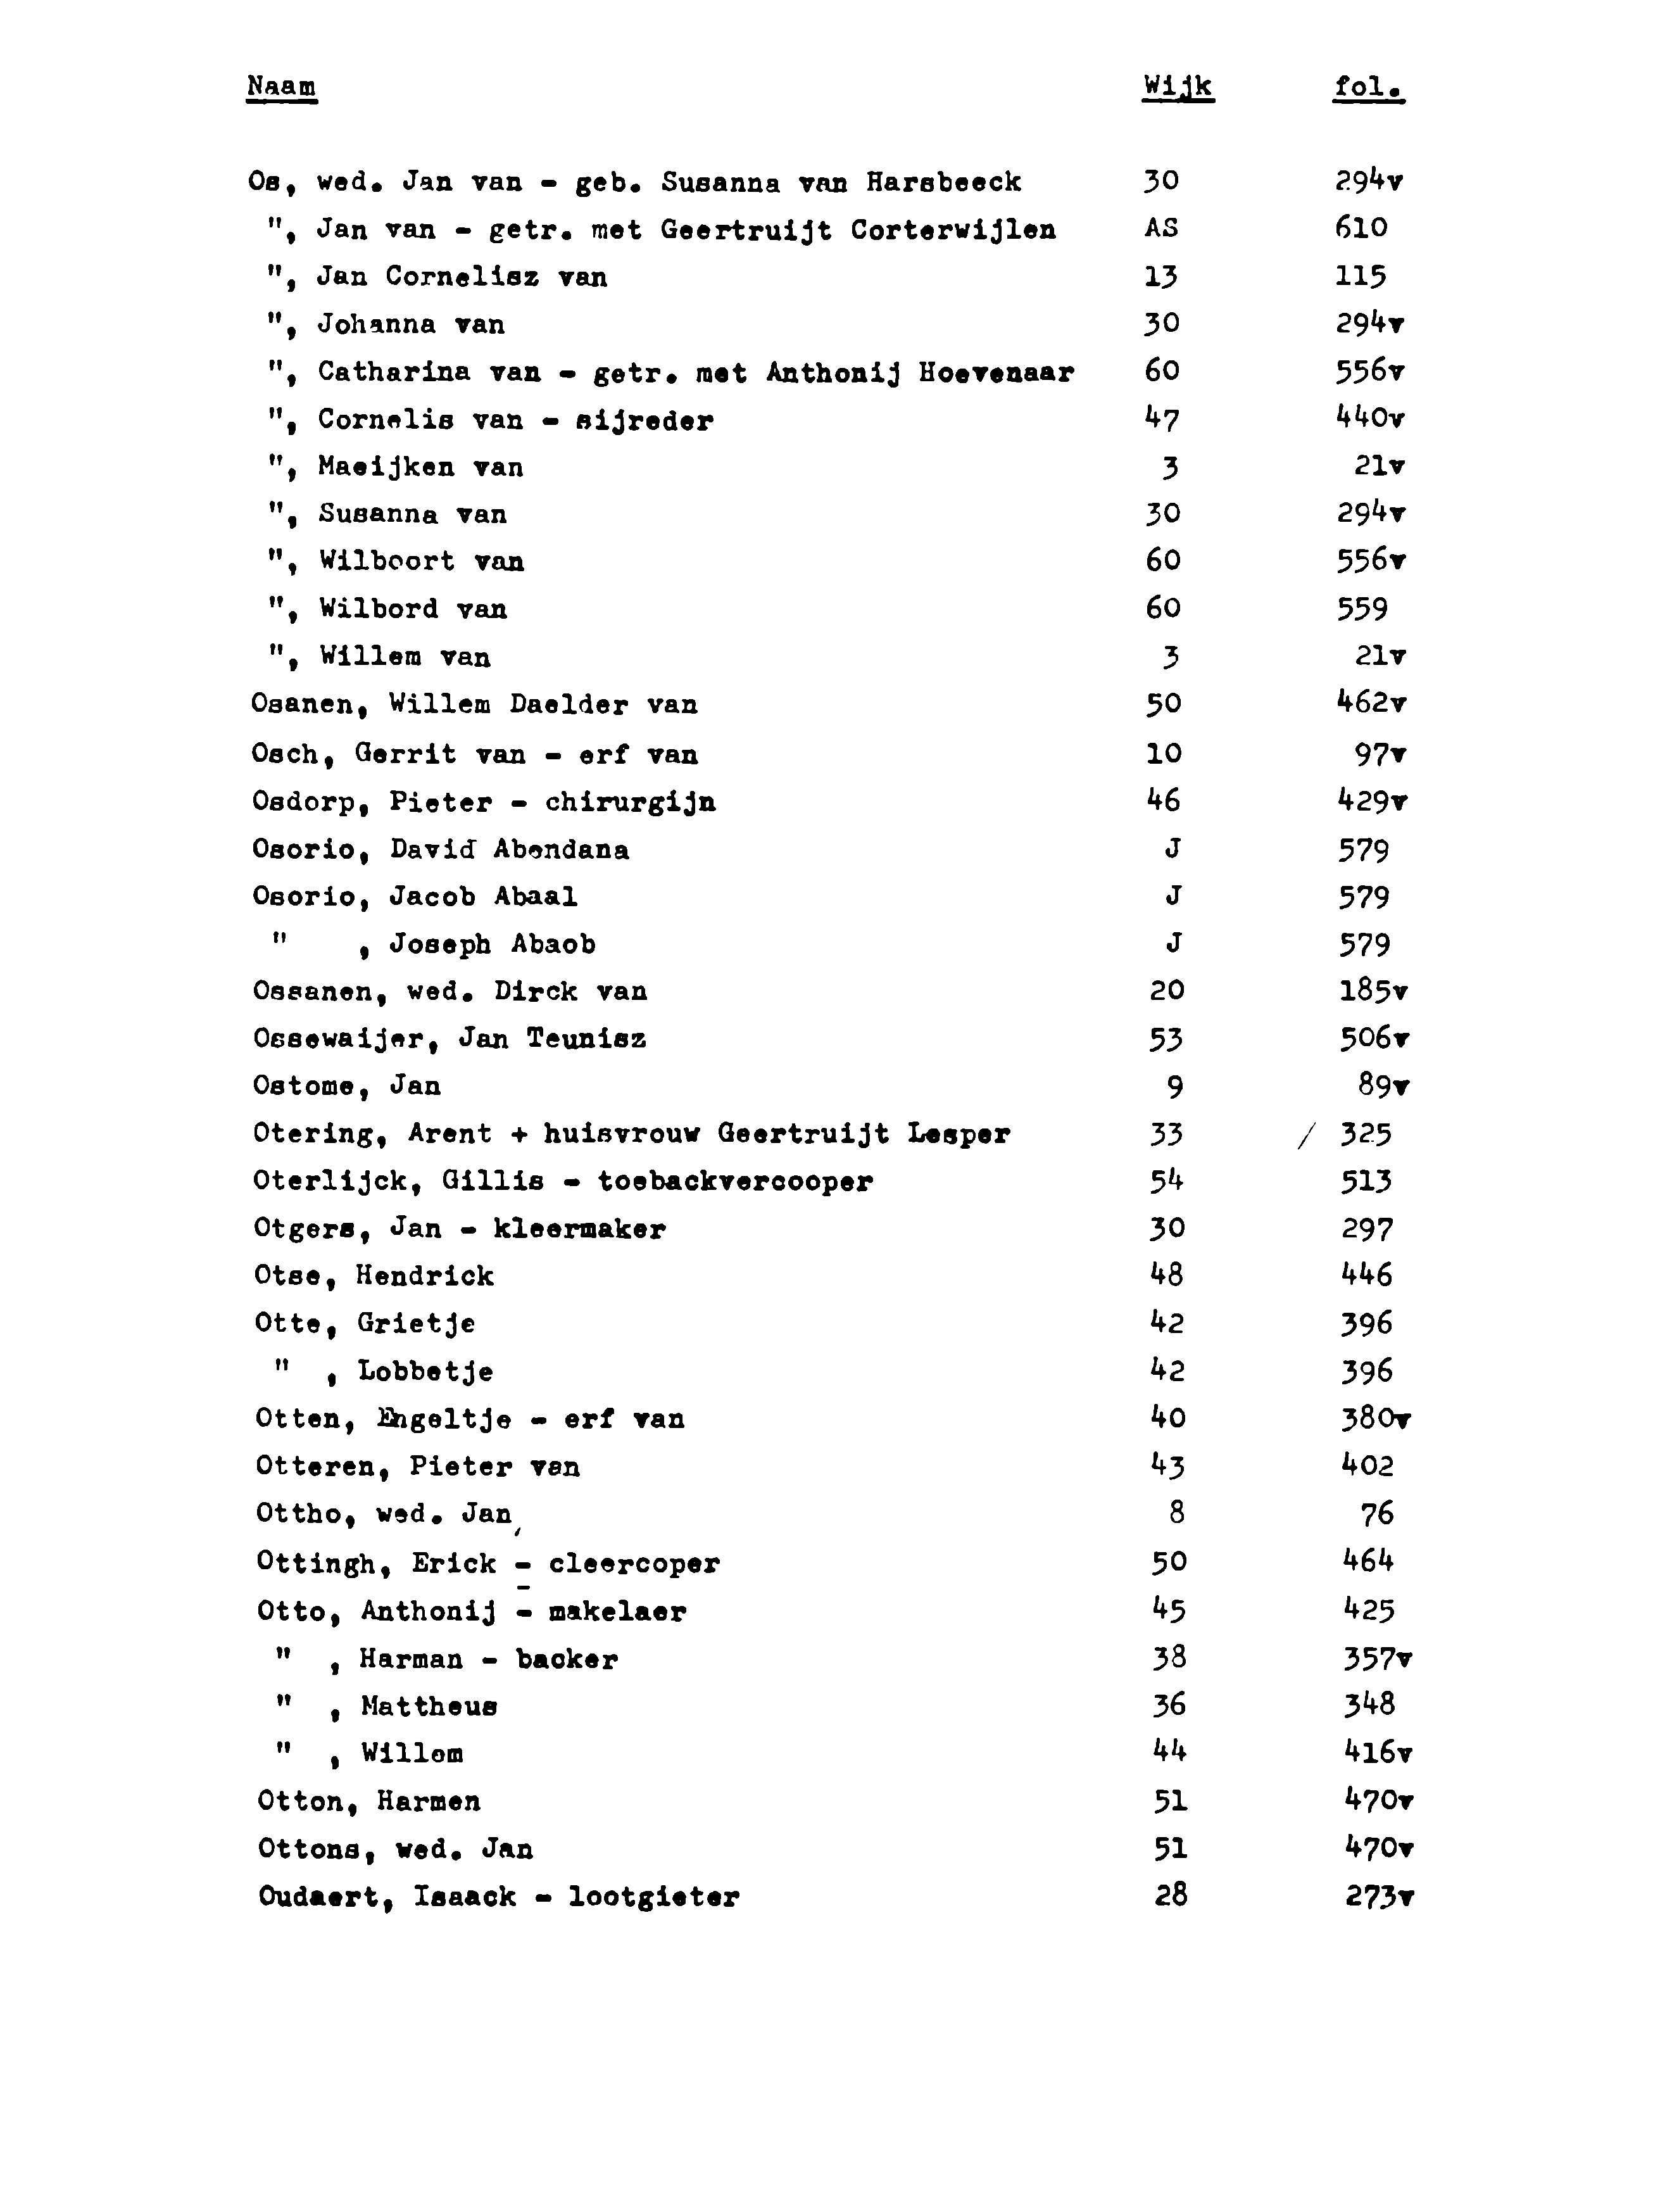 Naam Wijk fol.
Os, wed. Jan van - geb. Susanna van Harsbeeck 30 294v
", Jan van - getr. met Geertruijt Corterwijlen AS 610
", Jan Cornelisz van 13 115
", Johanna van 30 294v
", Catharina van - getr. met Anthonij Hoevenaar 60 556v
", Cornelis van - sijreder 47 440v
", Maeijken van 3 21v
", Susanna van 30 294v
", Wilboort van 60 556v
", Wilbord van 60 559
", Willem van 3 21v
Osanen, Willem Daelder van 50 462v
Osch, Gerrit van - erf van 10 97v
Osdorp, Pieter - chirurgijn 46 429v
Osorio, David Abendana J 579
Osorio, Jacob Abaal J 579
" , Joseph Abaob J 579
Ossanen, wed. Dirck van 20 185v
Ossewaijer, Jan Teunisz 53 506v
Ostome, Jan 9 89v
Otering, Arent + huisvrouw Geertruijt Lesper 33 / 325
Oterlijck, Gillis - toebackvercooper 54 513
Otgers, Jan - kleermaker 30 297
Otse, Hendrick 48 446
Otte, Grietje 42 396
" , Lobbetje 42 396
Otten, Engeltje - erf van 40 380v
Otteren, Pieter van 43 402
Ottho, wed. Jan 8 76
Ottingh, Erick - cleercoper 50 464
Otto, Anthonij - makelaer 45 425
" , Harman - backer 38 357v
" , Mattheus 36 348
" , Willem 44 416v
Otton, Harmen 51 470v
Ottons, wed. Jan 51 470v
Oudaert, Isaack - lootgieter 28 273v